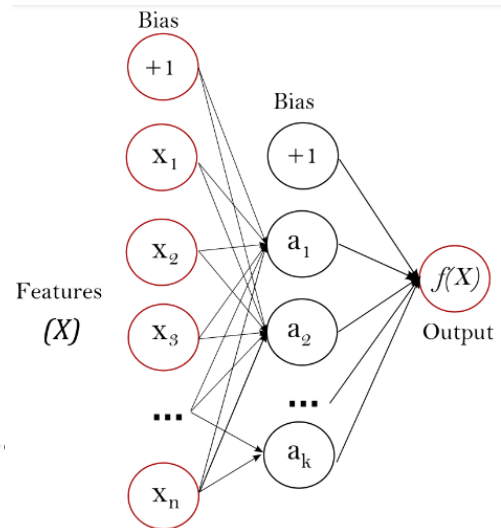 Bias
+1
x₁
x₂
x₃
...
xₙ
Features
(X)
Bias
+1
a₁
a₂
...
aₖ
f(X)
Output